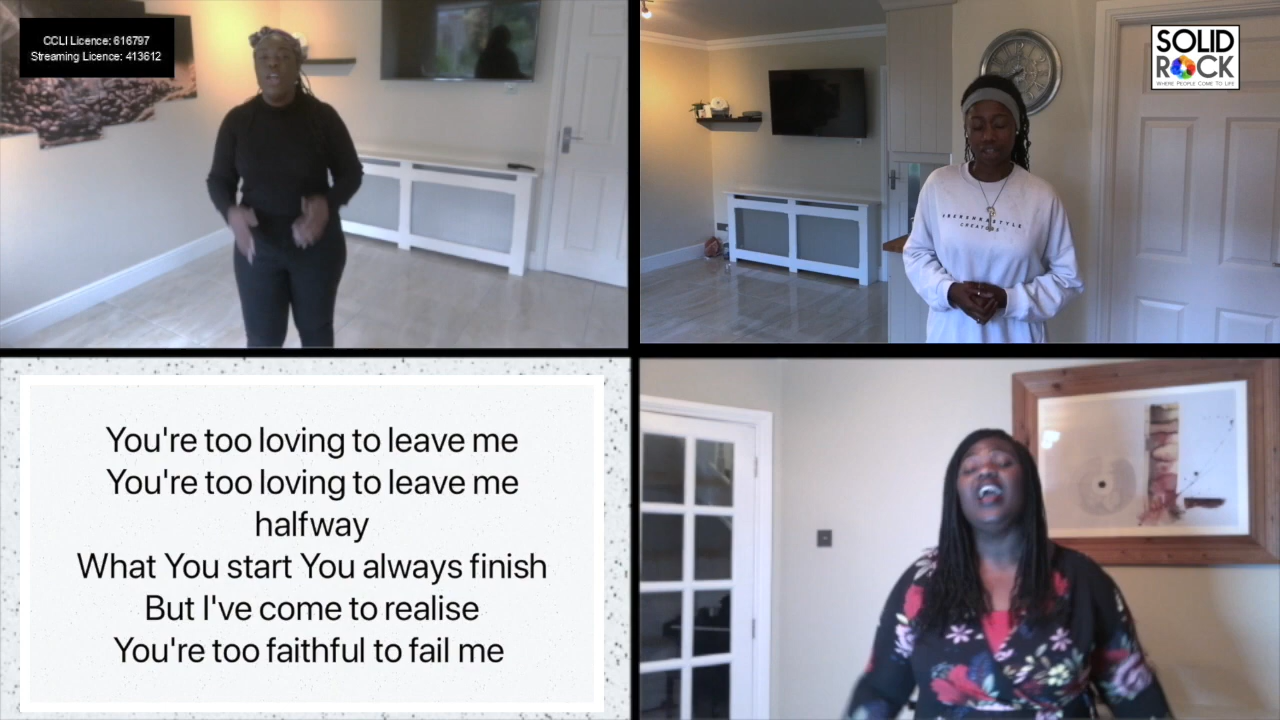 CCLI Licence: 616797
Streaming Licence: 413612
SOLID
ROCK
WHERE PEOPLE COME TO LIFE
CREATIVES
You're too loving to leave me
You're too loving to leave me
halfway
What You start You always finish
But I've come to realise
You're too faithful to fail me